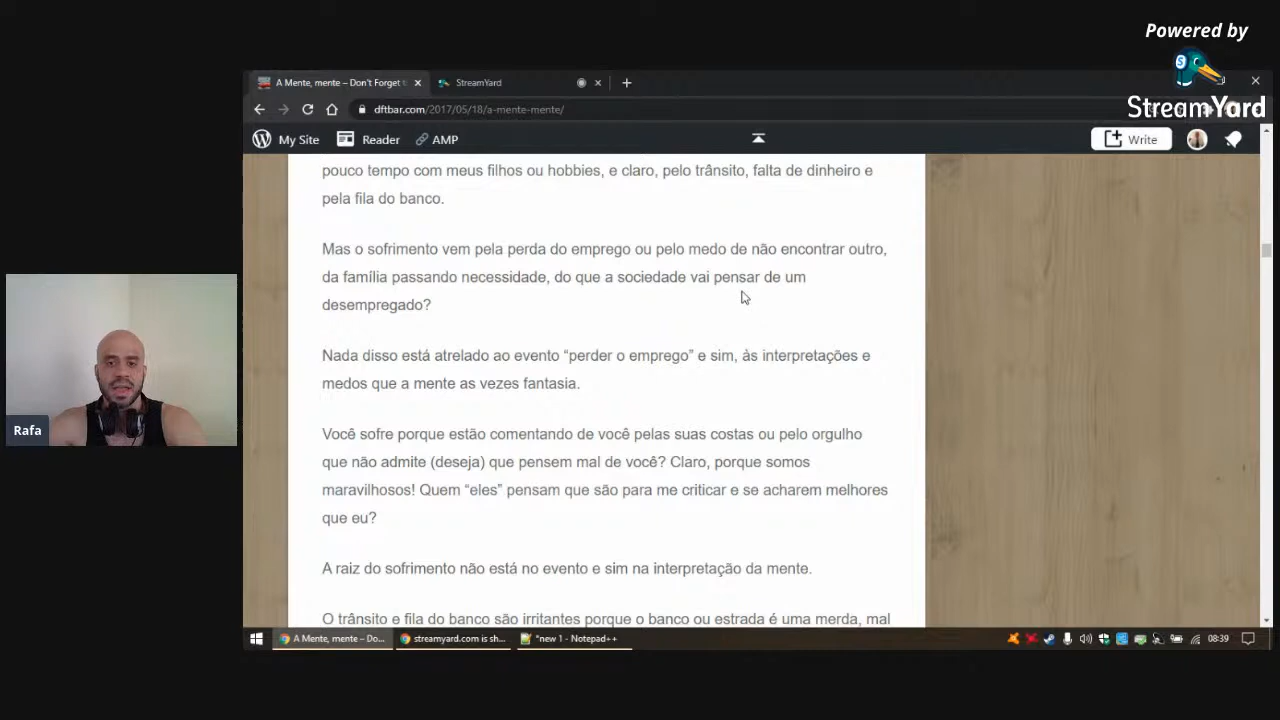 Powered by
StreamYard
A Mente, mente – Don't Forget
StreamYard
dftbar.com/2017/05/18/a-mente-mente/
My Site
Reader
AMP
Write
pouco tempo com meus filhos ou hobbies, e claro, pelo trânsito, falta de dinheiro e
pela fila do banco.
Mas o sofrimento vem pela perda do emprego ou pelo medo de não encontrar outro,
da família passando necessidade, do que a sociedade vai pensar de um
desempregado?
Nada disso está atrelado ao evento “perder o emprego” e sim, às interpretações e
medos que a mente as vezes fantasia.
Você sofre porque estão comentando de você pelas suas costas ou pelo orgulho
que não admite (deseja) que pensem mal de você? Claro, porque somos
maravilhosos! Quem “eles” pensam que são para me criticar e se acharem melhores
que eu?
A raiz do sofrimento não está no evento e sim na interpretação da mente.
O trânsito e fila do banco são irritantes porque o banco ou estrada é uma merda, mal
Rafa
A Mente, mente – Do...
streamyard.com is sh...
*new 1 - Notepad++
08:39